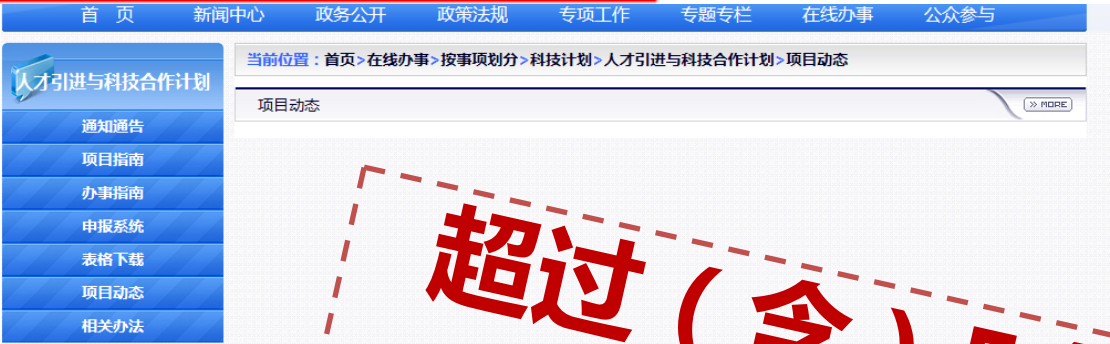 首 页 新闻中心 政务公开 政策法规 专项工作 专题专栏 在线办事 公众参与
人才引进与科技合作计划
通知通告
项目指南
办事指南
申报系统
表格下载
项目动态
相关办法
当前位置：首页>在线办事>按事项划分>科技计划>人才引进与科技合作计划>项目动态
项目动态
>> MORE
超过（含）